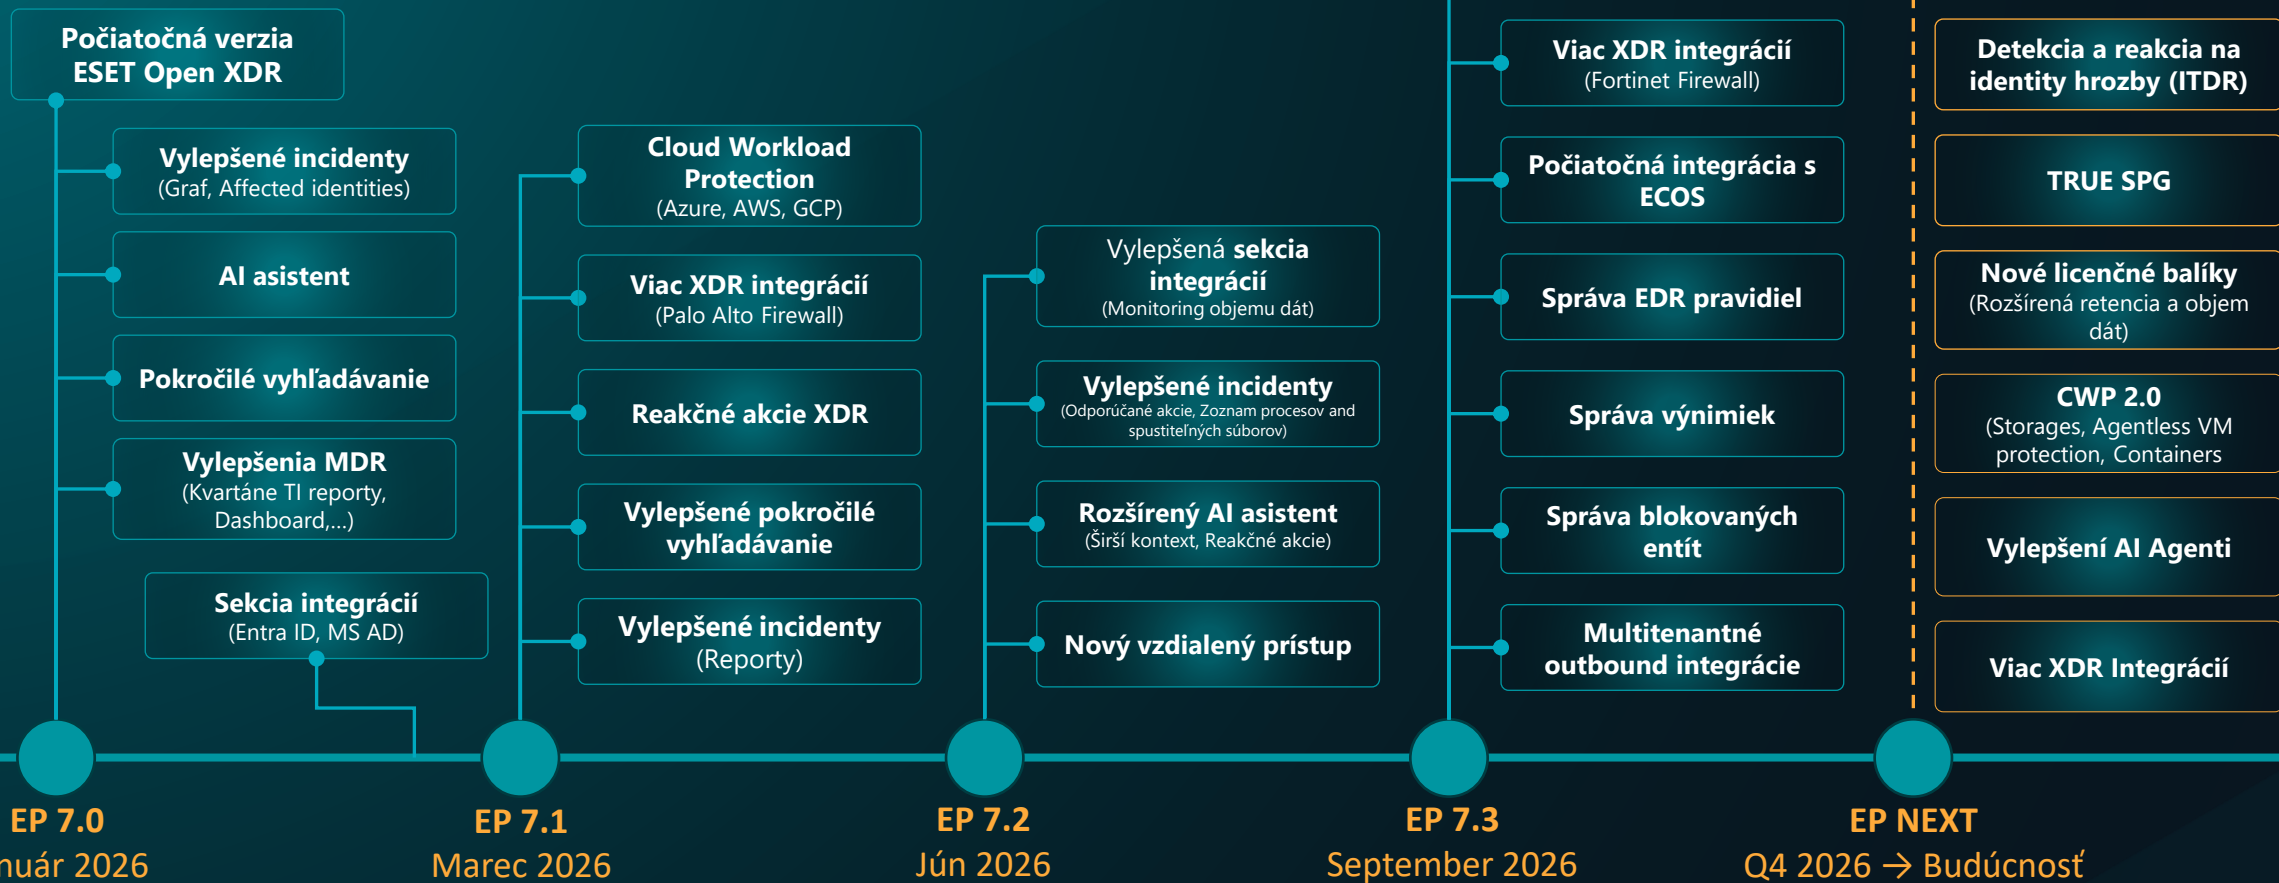 Počiatočná verzia
ESET Open XDR
Vylepšené incidenty
(Graf, Affected identities)
AI asistent
Pokročilé vyhľadávanie
Vylepšenia MDR
(Kvartáne TI reporty,
Dashboard,...)
Sekcia integrácií
(Entra ID, MS AD)
Cloud Workload
Protection
(Azure, AWS, GCP)
Viac XDR integrácií
(Palo Alto Firewall)
Reakčné akcie XDR
Vylepšené pokročilé
vyhľadávanie
Vylepšené incidenty
(Reporty)
Vylepšená sekcia
integrácií
(Monitoring objemu dát)
Vylepšené incidenty
(Odporúčané akcie, Zoznam procesov and
spustiteľných súborov)
Rozšírený AI asistent
(Širší kontext, Reakčné akcie)
Nový vzdialený prístup
Viac XDR integrácií
(Fortinet Firewall)
Počiatočná integrácia s
ECOS
Správa EDR pravidiel
Správa výnimiek
Správa blokovaných
entít
Multitenantné
outbound integrácie
Detekcia a reakcia na
identity hrozby (ITDR)
TRUE SPG
Nové licenčné balíky
(Rozšírená retencia a objem
dát)
CWP 2.0
(Storages, Agentless VM
protection, Containers
Vylepšení AI Agenti
Viac XDR Integrácií
EP 7.0
nuár 2026
EP 7.1
Marec 2026
EP 7.2
Jún 2026
EP 7.3
September 2026
EP NEXT
Q4 2026 → Budúcnosť